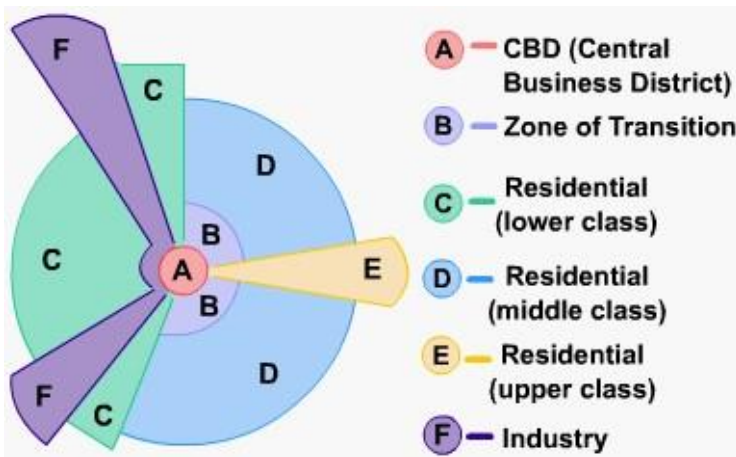 F
C
D
B
C
A
E
B
D
F
C
A CBD (Central
Business District)
B Zone of Transition
C Residential
(lower class)
D Residential
(middle class)
E Residential
(upper class)
F Industry